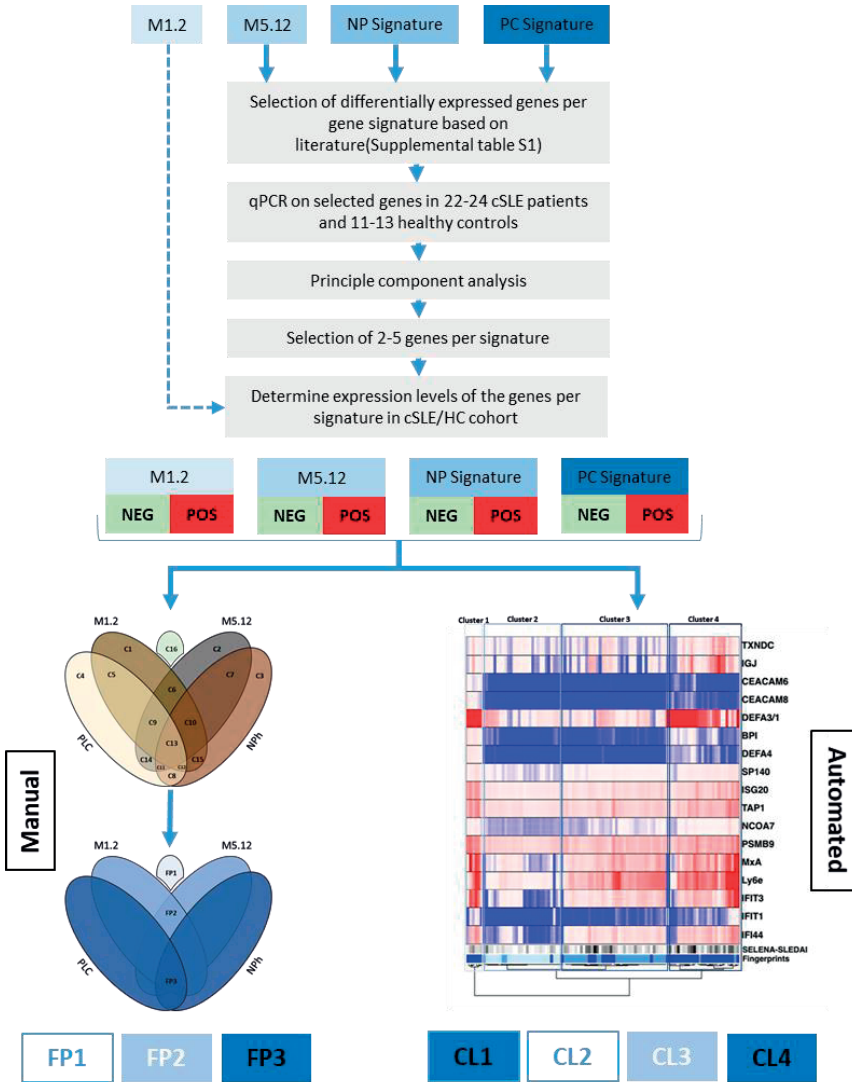 M1.2 M5.12 NP Signature PC Signature
Selection of differentially expressed genes per
gene signature based on
literature(Supplemental table S1)
qPCR on selected genes in 22-24 cSLE patients
and 11-13 healthy controls
Principle component analysis
Selection of 2-5 genes per signature
Determine expression levels of the genes per
signature in cSLE/HC cohort
M1.2 M5.12 NP Signature PC Signature
NEG POS NEG POS NEG POS NEG POS
Manual
M1.2 M5.12
C1 C16 C2
C4 C5 C6 C7 C3
C9 C10
C13
C14 C15
C8
PLC NPh
M1.2 M5.12
FP1
FP2
FP3
PLC NPh
FP1 FP2 FP3
Automated
Cluster 1 Cluster 2 Cluster 3 Cluster 4
TXNDC
IGJ
CEACAM6
CEACAM8
DEFA3/1
BPI
DEFA4
SP140
ISG20
TAP1
NCOA7
PSMB9
MxA
Ly6e
IFIT3
IFIT1
IFI44
SELENA-SLEDAI
Fingerprints
CL1 CL2 CL3 CL4